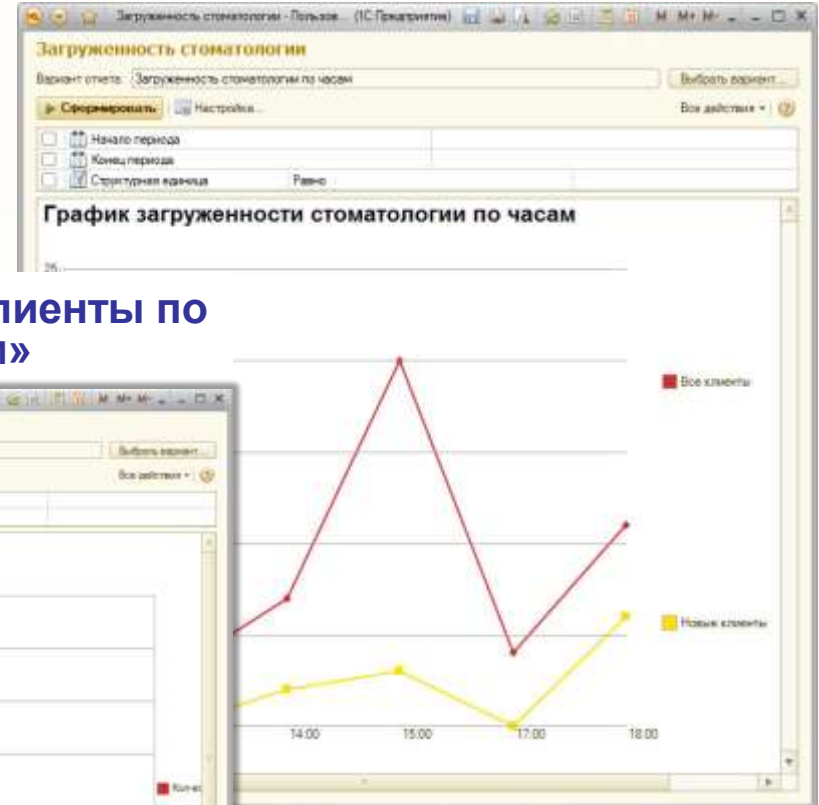 Загруженность стоматологии - Пользов... (1С:Предприятие) M M+ M-
Загруженность стоматологии
Вариант отчета: Загруженность стоматологии по часам Выбрать вариант...
Сформировать Настройка... Все действия
Начало периода
Конец периода
Структурная единица Равно
График загруженности стоматологии по часам
25
лиенты по
»
M M+ M-
Выбрать вариант...
Все действия
Все клиенты
Новые клиенты
14:00 15:00 17:00 18:00